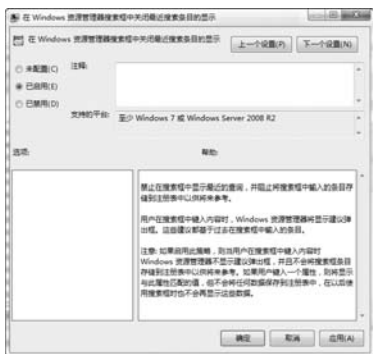 在 Windows 资源管理器搜索框中关闭最近搜索条目的显示
在 Windows 资源管理器搜索框中关闭最近搜索条目的显示
上一个设置(P)
下一个设置(N)
未配置(C)
注释:
已启用(E)
已禁用(D)
支持的平台:
至少 Windows 7 或 Windows Server 2008 R2
选项:
帮助:
禁止在搜索框中显示最近的查询，并阻止将搜索框中输入的条目存
储到注册表中以供将来参考。
用户在搜索框中键入内容时，Windows 资源管理器将显示建议弹
出框。这些建议都基于过去在搜索框中输入的条目。
注意: 如果启用此策略，则当用户在搜索框中键入内容时
Windows 资源管理器不显示建议弹出框，并且不会将搜索框条目
存储到注册表中以供将来参考。如果用户键入一个属性，则将显示
与此属性匹配的值，但不会将任何数据保存到注册表中，在以后使
用搜索框时也不会再显示这些数据。
确定
取消
应用(A)